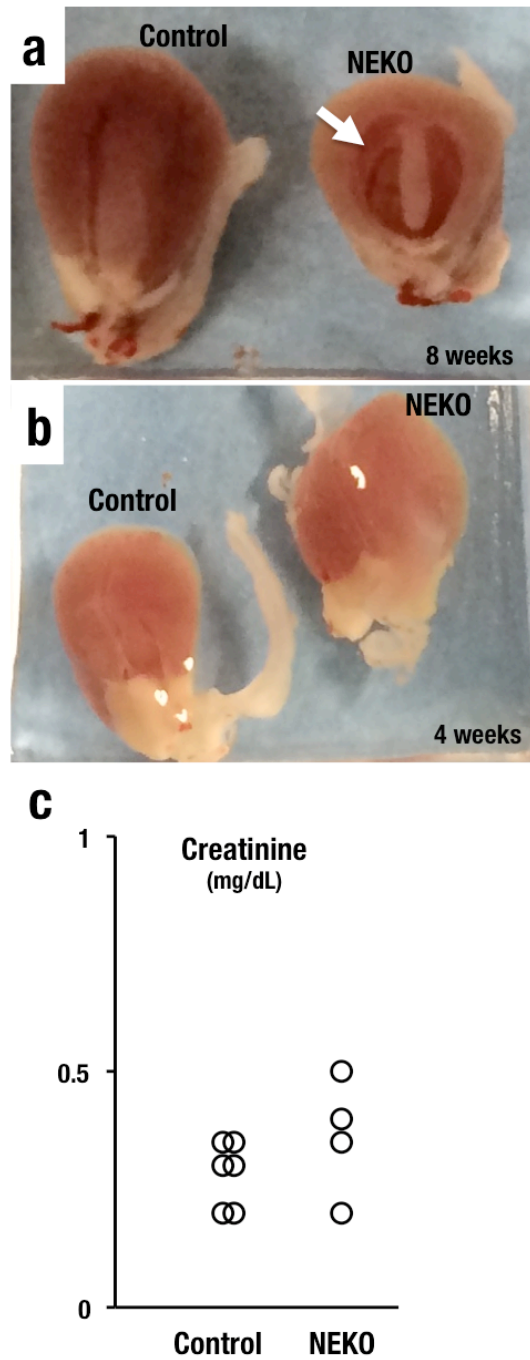 a
Control
NEKO
8 weeks
b
NEKO
Control
4 weeks
c
1
Creatinine
(mg/dL)
0.5
0
Control NEKO